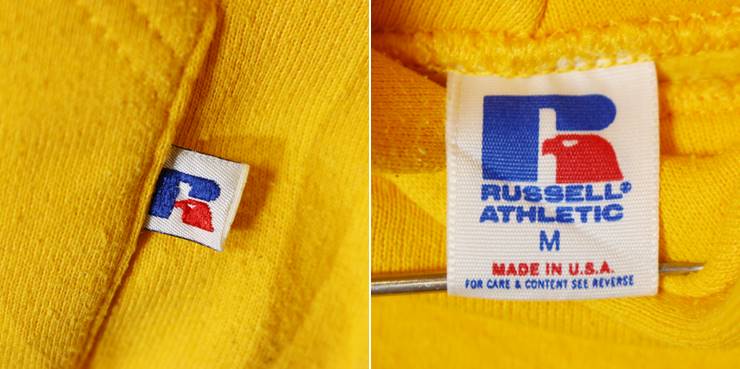 RUSSELL®
ATHLETIC
M
MADE IN U.S.A.
FOR CARE & CONTENT SEE REVERSE